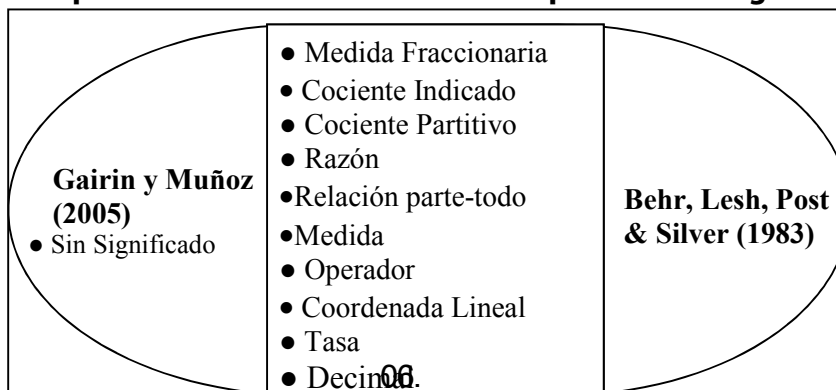 ● Medida Fraccionaria
● Cociente Indicado
● Cociente Partitivo
● Razón
●Relación parte-todo
●Medida
● Operador
● Coordenada Lineal
● Tasa
● Decimal
Gairin y Muñoz
(2005)
● Sin Significado
Behr, Lesh, Post
& Silver (1983)